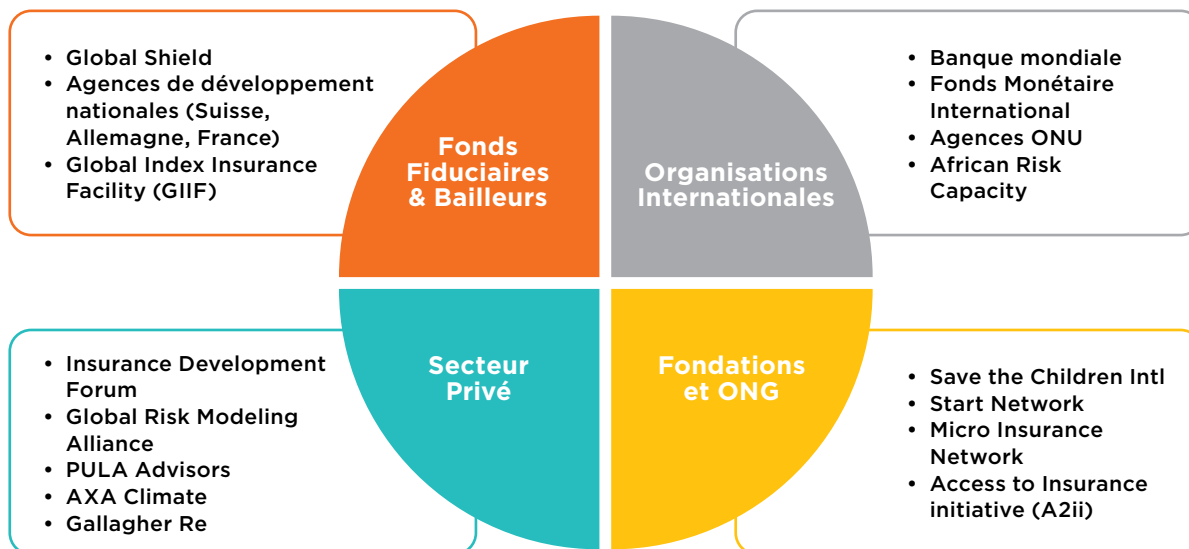 • Global Shield
• Agences de développement
nationales (Suisse,
Allemagne, France)
• Global Index Insurance
Facility (GIIF)
Fonds
Fiduciaires
& Bailleurs
Organisations
Internationales
• Banque mondiale
• Fonds Monétaire
International
• Agences ONU
• African Risk
Capacity
• Insurance Development
Forum
• Global Risk Modeling
Alliance
• PULA Advisors
• AXA Climate
• Gallagher Re
Secteur
Privé
Fondations
et ONG
• Save the Children Intl
• Start Network
• Micro Insurance
Network
• Access to Insurance
initiative (A2ii)